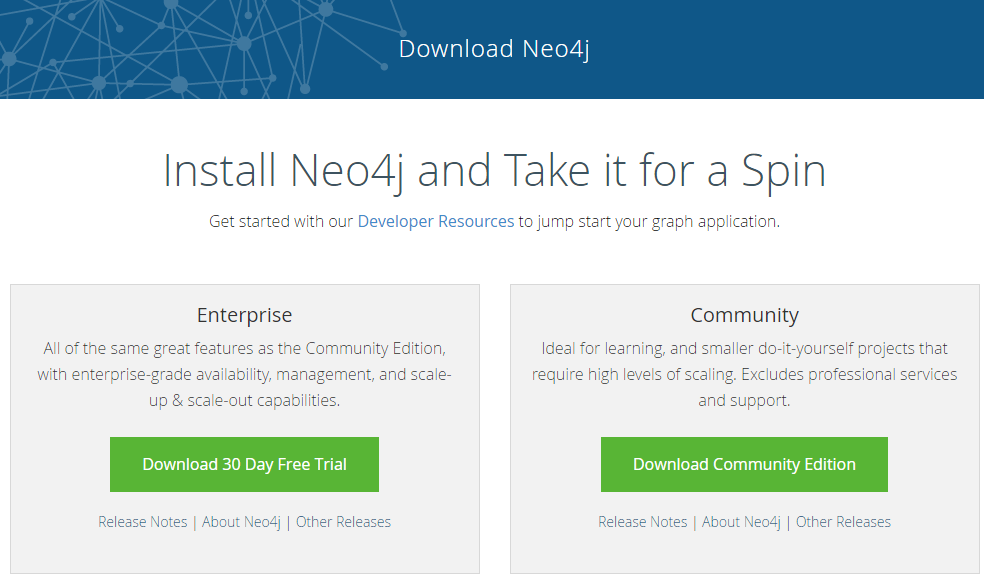 Download Neo4j
Install Neo4j and Take it for a Spin
Get started with our Developer Resources to jump start your graph application.
Enterprise
All of the same great features as the Community Edition,
with enterprise-grade availability, management, and scale-
up & scale-out capabilities.
Download 30 Day Free Trial
Release Notes | About Neo4j | Other Releases
Community
Ideal for learning, and smaller do-it-yourself projects that
require high levels of scaling. Excludes professional services
and support.
Download Community Edition
Release Notes | About Neo4j | Other Releases